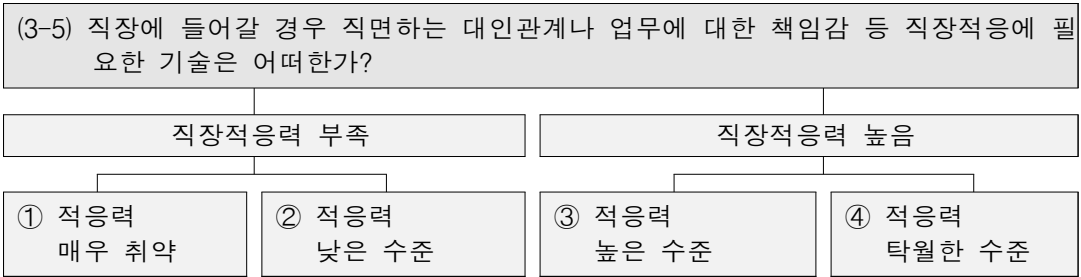 (3-5) 직장에 들어갈 경우 직면하는 대인관계나 업무에 대한 책임감 등 직장적응에 필
요한 기술은 어떠한가?
직장적응력 부족
직장적응력 높음
① 적응력
매우 취약
② 적응력
낮은 수준
③ 적응력
높은 수준
④ 적응력
탁월한 수준